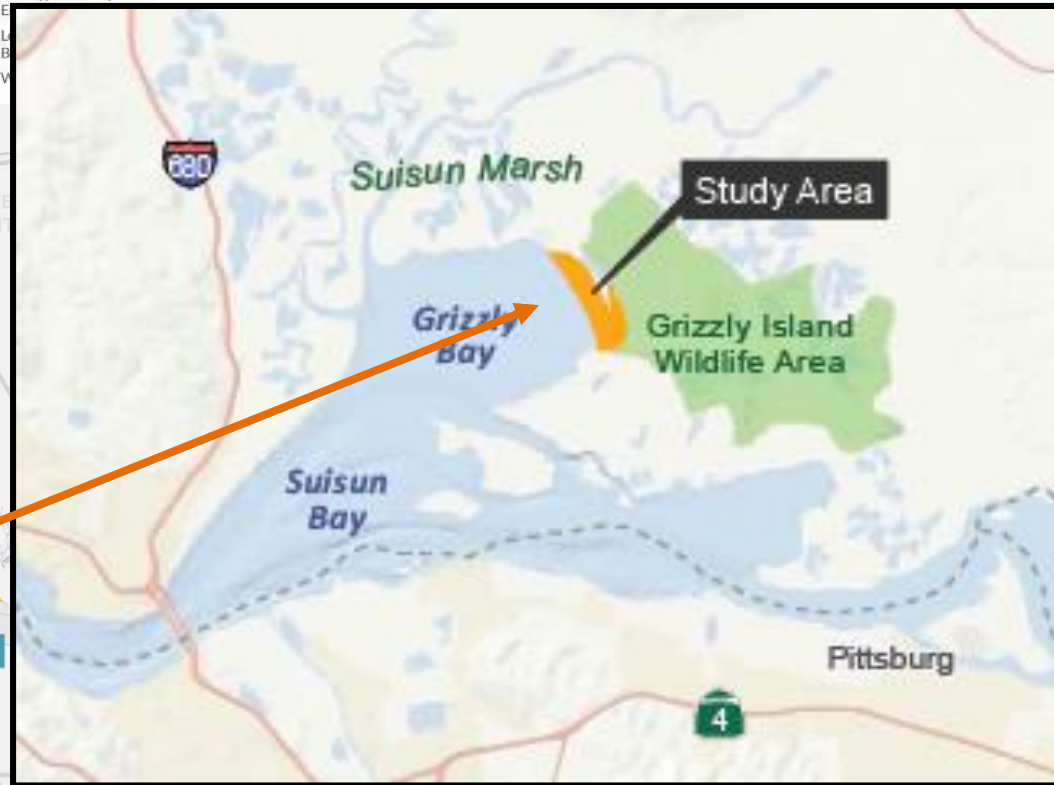 680
Suisun Marsh
Study Area
Grizzly
Bay
Grizzly Island
Wildlife Area
Suisun
Bay
Pittsburg
4